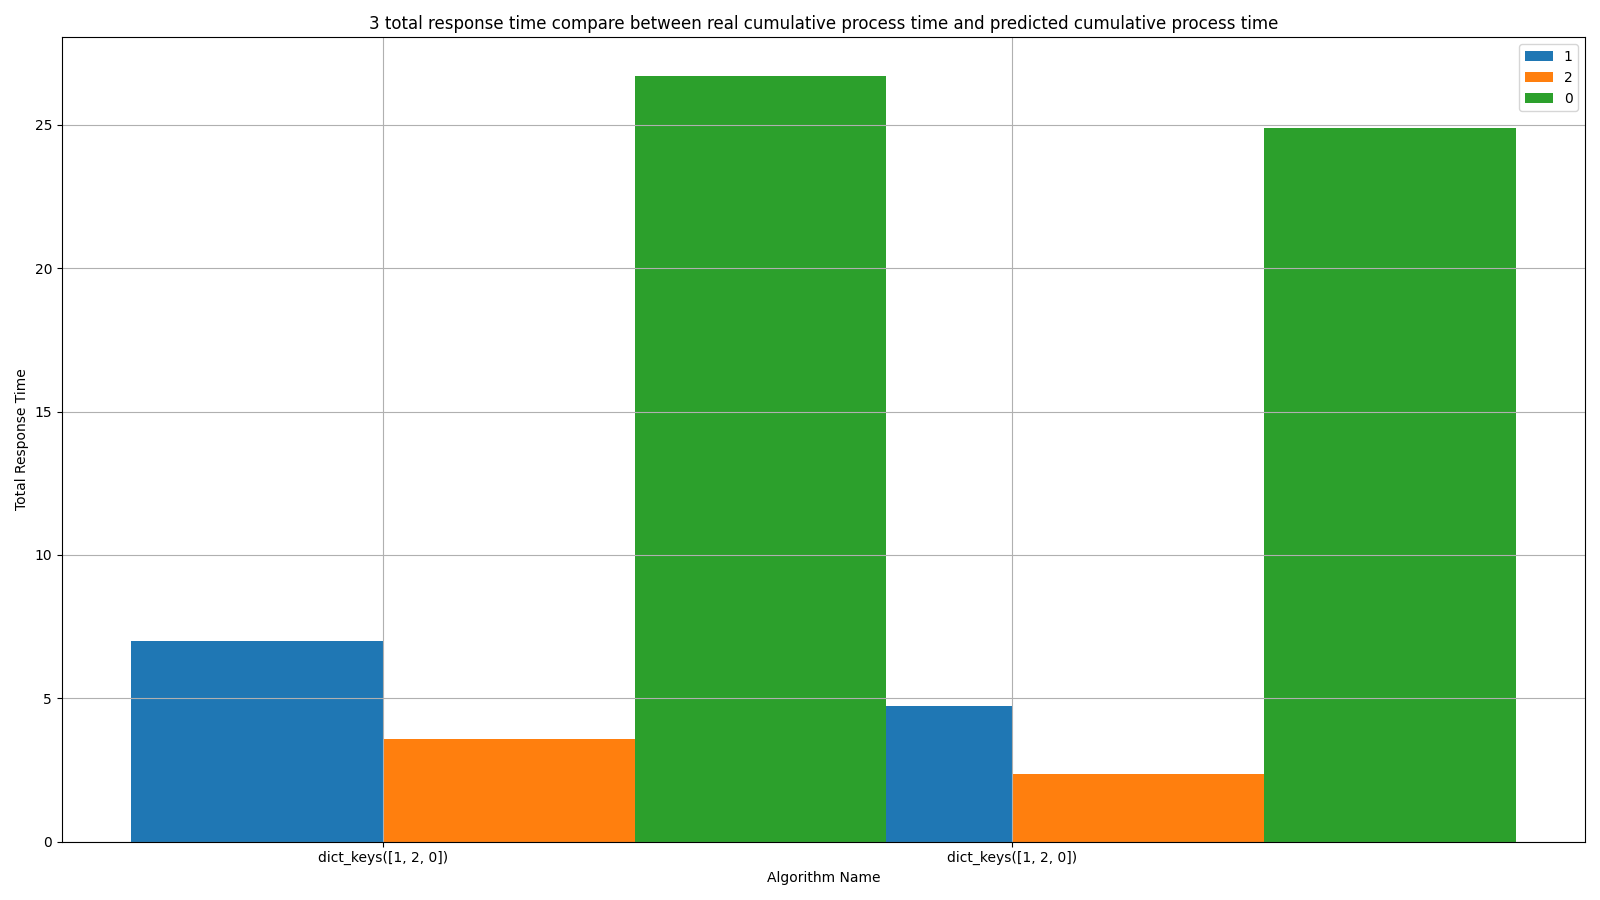 3 total response time compare between real cumulative process time and predicted cumulative process time
1
2
0
Total Response Time
25
20
15
10
5
0
dict_keys([1, 2, 0])
dict_keys([1, 2, 0])
Algorithm Name